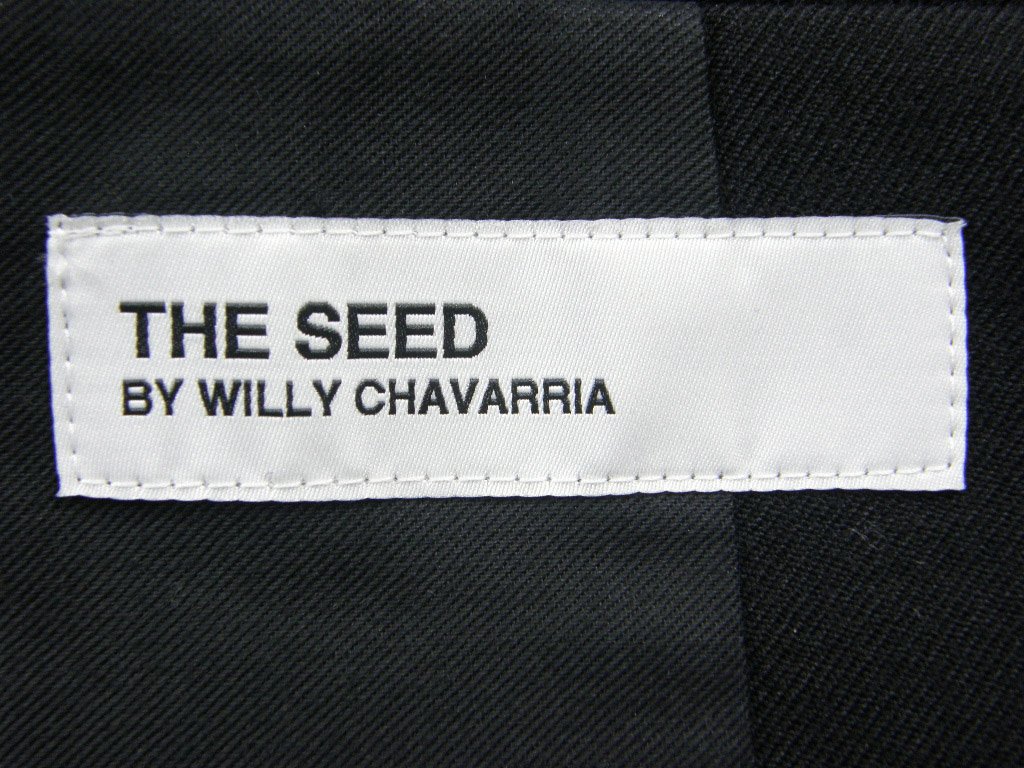 THE SEED
BY WILLY CHAVARRIA